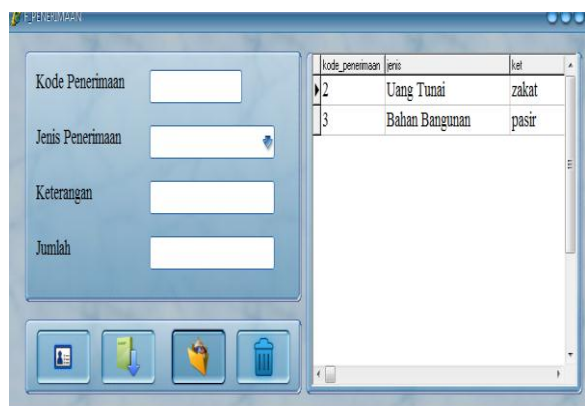 F_PENERIMAAN
Kode Penerimaan
Jenis Penerimaan
Keterangan
Jumlah
kode_penerimaan jenis ket
2 Uang Tunai zakat
3 Bahan Bangunan pasir